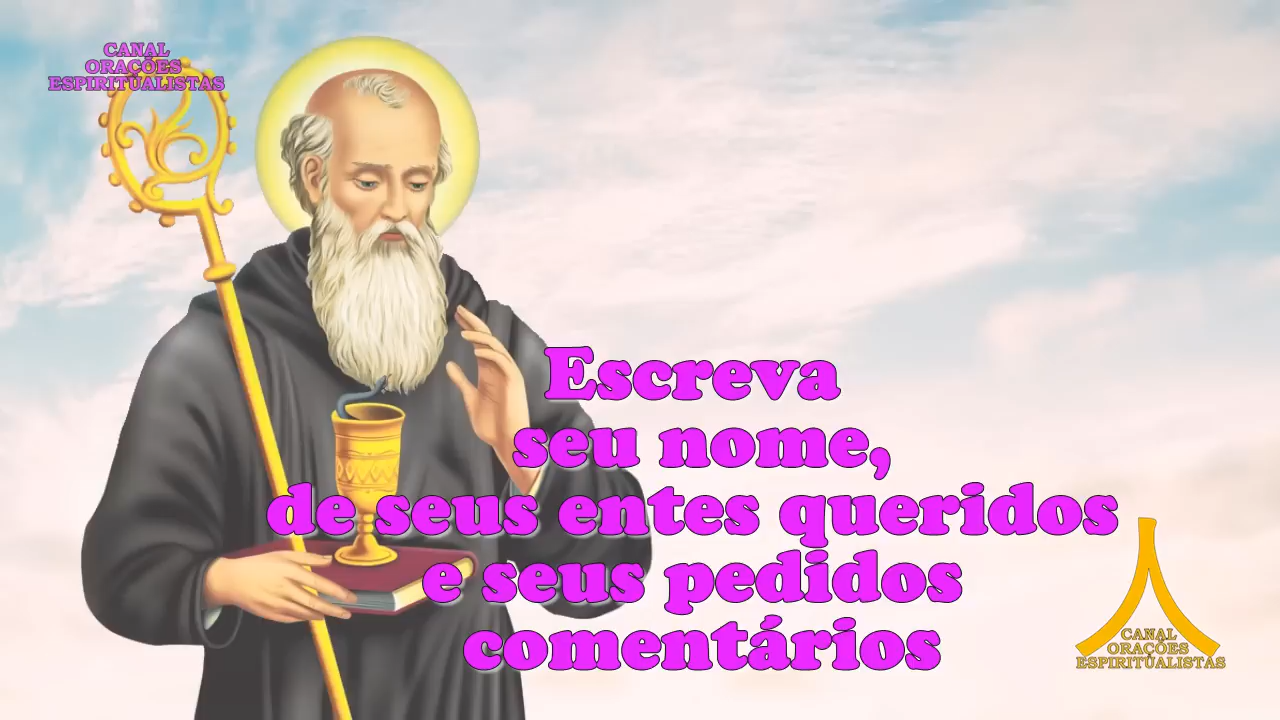 CANAL
ORAÇÕES
ESPIRITUALISTAS
Escreva
seu nome,
de seus entes queridos
e seus pedidos
comentários
CANAL
ORAÇÕES
ESPIRITUALISTAS